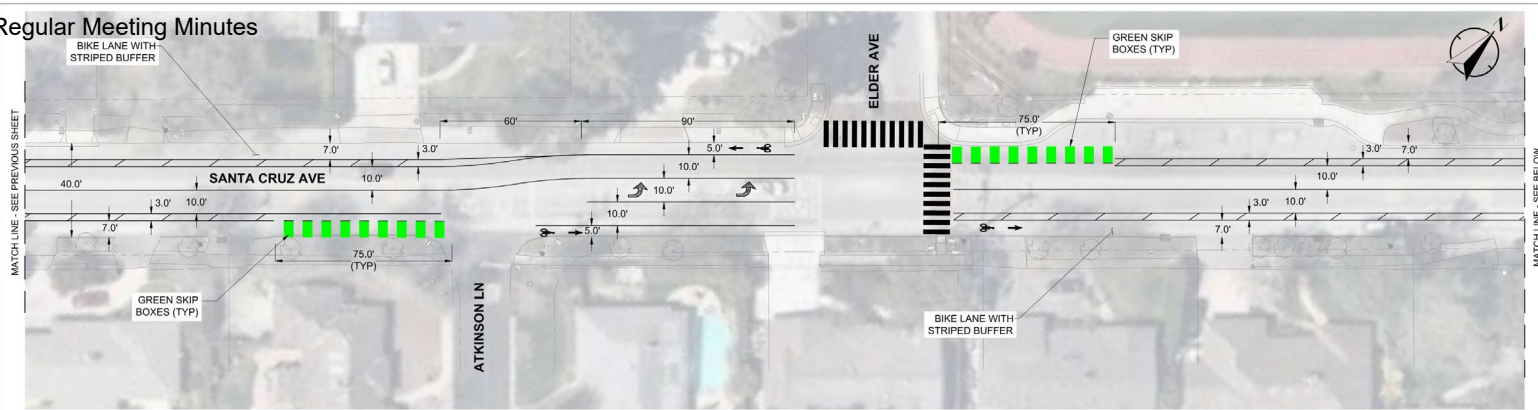 Regular Meeting Minutes
BIKE LANE WITH
STRIPED BUFFER
GREEN SKIP
BOXES (TYP)
ELDER AVE
N
MATCH LINE - SEE PREVIOUS SHEET
MATCH LINE - SEE BELOW
60'
90'
75.0'
(TYP)
7.0'
3.0'
5.0'
3.0'
7.0'
10.0'
10.0'
SANTA CRUZ AVE
10.0'
40.0'
10.0'
10.0'
10.0'
3.0'
10.0'
3.0'
7.0'
5.0'
7.0'
75.0'
(TYP)
GREEN SKIP
BOXES (TYP)
ATKINSON LN
BIKE LANE WITH
STRIPED BUFFER